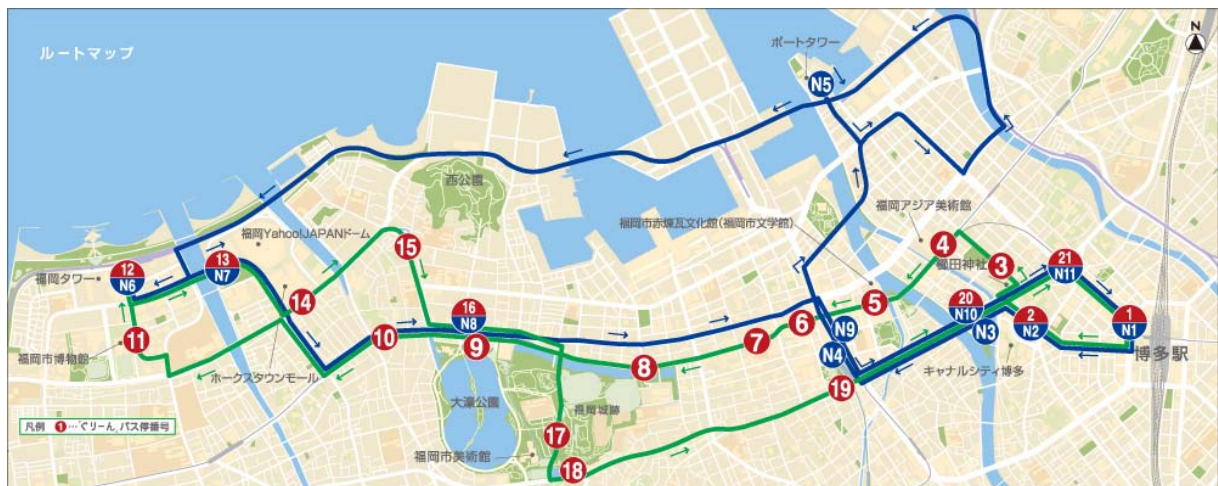 ルートマップ
N
ポートタワー
N5
西公園
福岡市赤煉瓦文化館(福岡市文学館)
福岡アジア美術館
福岡Yahoo!JAPANドーム
15
4
櫛田神社
3
福岡タワー
12
N6
13
N7
21
N11
14
16
N8
5
20
N10
1
N1
11
10
9
7
6
N9
N3
2
N2
福岡市博物館
8
N4
キャナルシティ博多
博多駅
ホークスタウンモール
19
大濠公園
福岡城跡
凡例 1…“ぐりーん”バス停番号
17
福岡市美術館
18